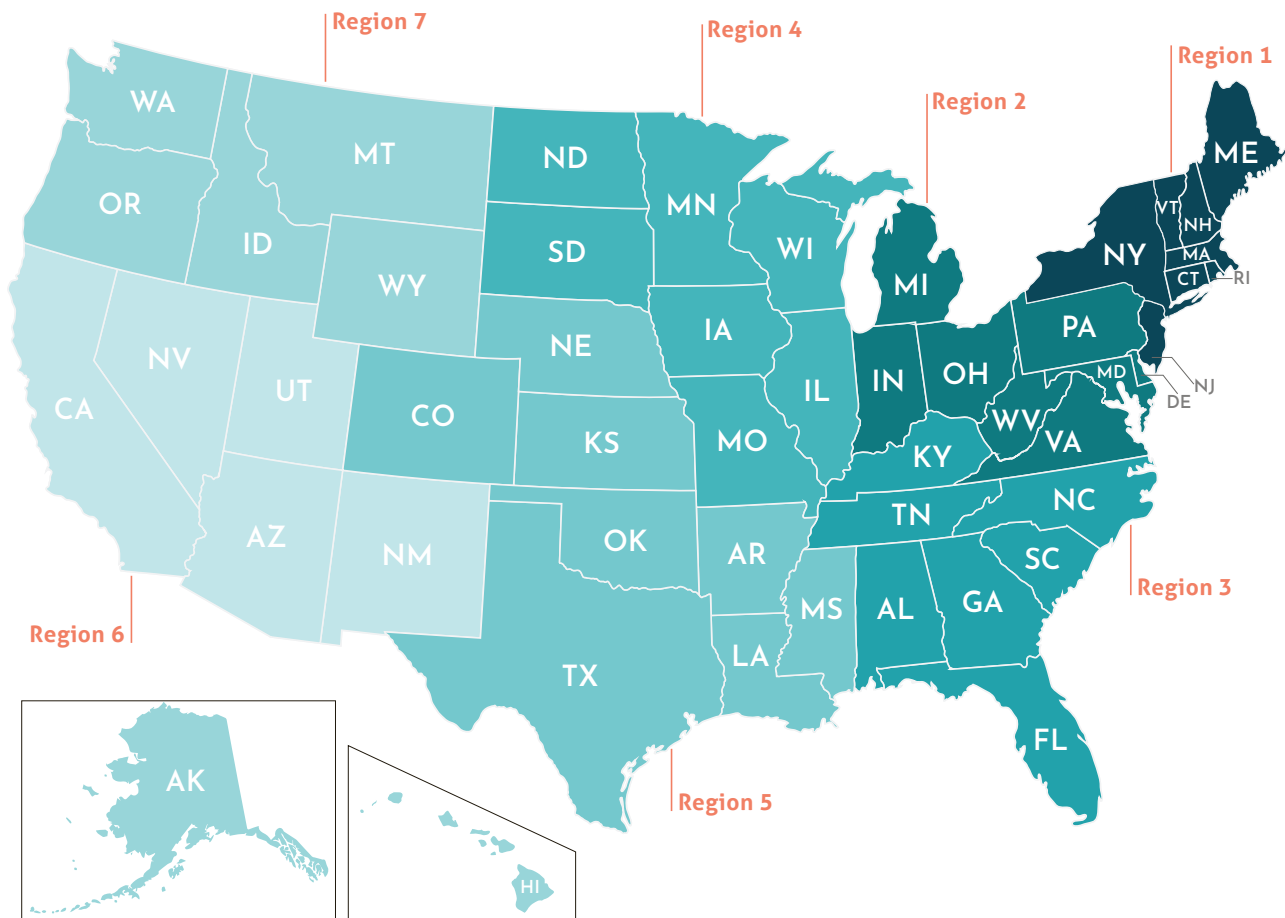 Region 7
Region 4
Region 1
Region 2
WA
MT
ND
MN
ME
OR
ID
SD
WI
VT
NH
NY
MA
WY
MI
CT
RI
IA
PA
NE
NV
UT
IN
OH
MD
NJ
CA
CO
IL
DE
KS
MO
WV
VA
KY
NC
AZ
NM
OK
TN
AR
SC
MS
AL
GA
Region 3
Region 6
LA
TX
FL
AK
Region 5
HI